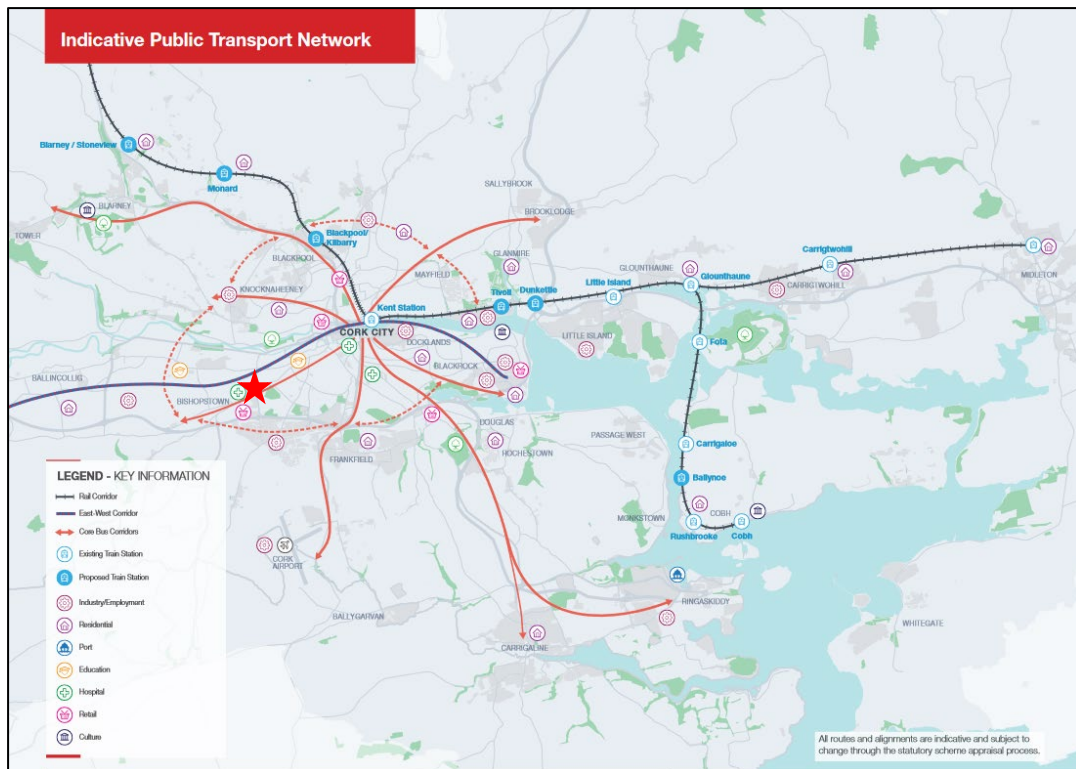 Indicative Public Transport Network
Blarney / Stoneview
Monard
SALLYBROOK
BLARNEY
BROOKLODGE
TOWER
Blackpool/
Kilbarry
BLACKPOOL
GLANMIRE
MAYFIELD
GLOUNTHAUNE
Carrigtwohill
MIDLETON
KNOCKNAHEENEY
Tivoli
Dunkettle
Little Island
Glounthaune
CARRIGTWOHILL
Kent Station
CORK CITY
DOCKLANDS
LITTLE ISLAND
Fota
BLACKROCK
BALLINCOLLIG
BISHOPSTOWN
DOUGLAS
PASSAGE WEST
Carrigaloe
FRANKFIELD
ROCHESTOWN
Ballynoe
MONKSTOWN
COBH
Rushbrooke
Cobh
CORK
AIRPORT
RINGASKIDDY
BALLYGARVAN
WHITEGATE
CARRIGALINE
LEGEND - KEY INFORMATION
Rail Corridor
East-West Corridor
Core Bus Corridors
Existing Train Station
Proposed Train Station
Industry/Employment
Residential
Port
Education
Hospital
Retail
Culture
All routes and alignments are indicative and subject to
change through the statutory scheme appraisal process.